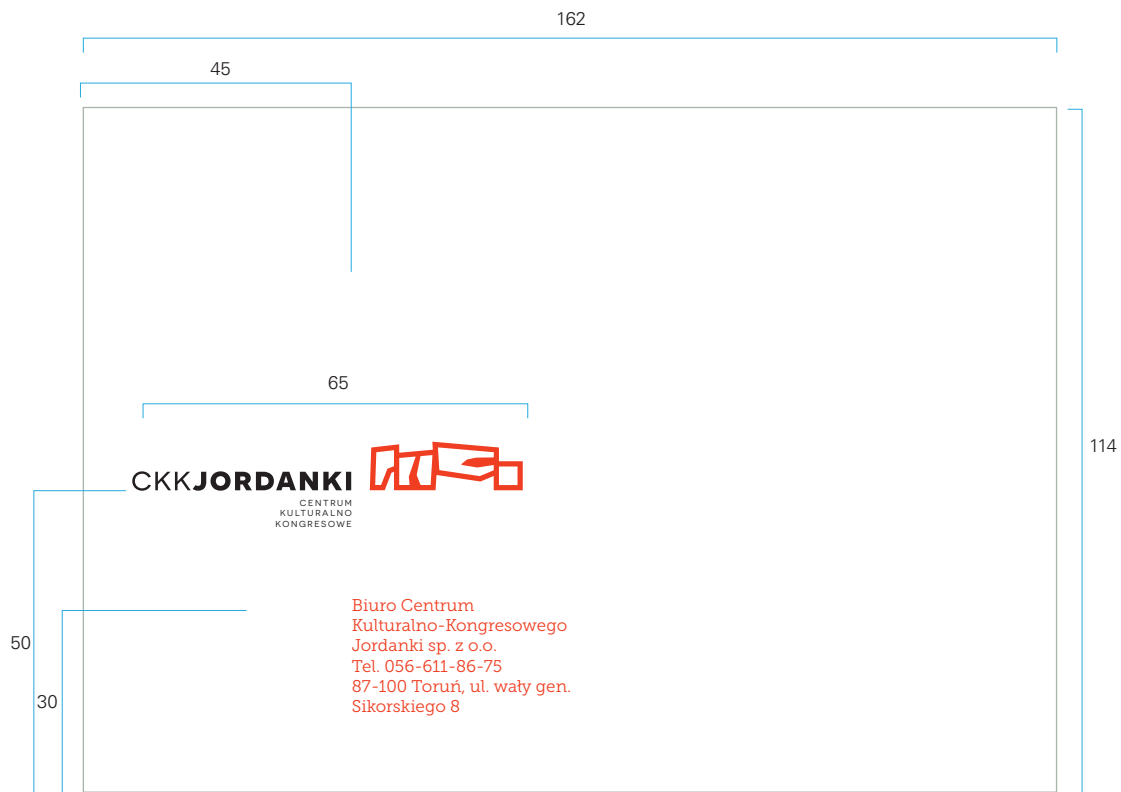 162
45
65
114
CKKJORDANKI
CENTRUM
KULTURALNO
KONGRESOWE
Biuro Centrum
Kulturalno-Kongresowego
Jordanki sp. z o.o.
Tel. 056-611-86-75
87-100 Toruń, ul. wały gen.
Sikorskiego 8
50
30